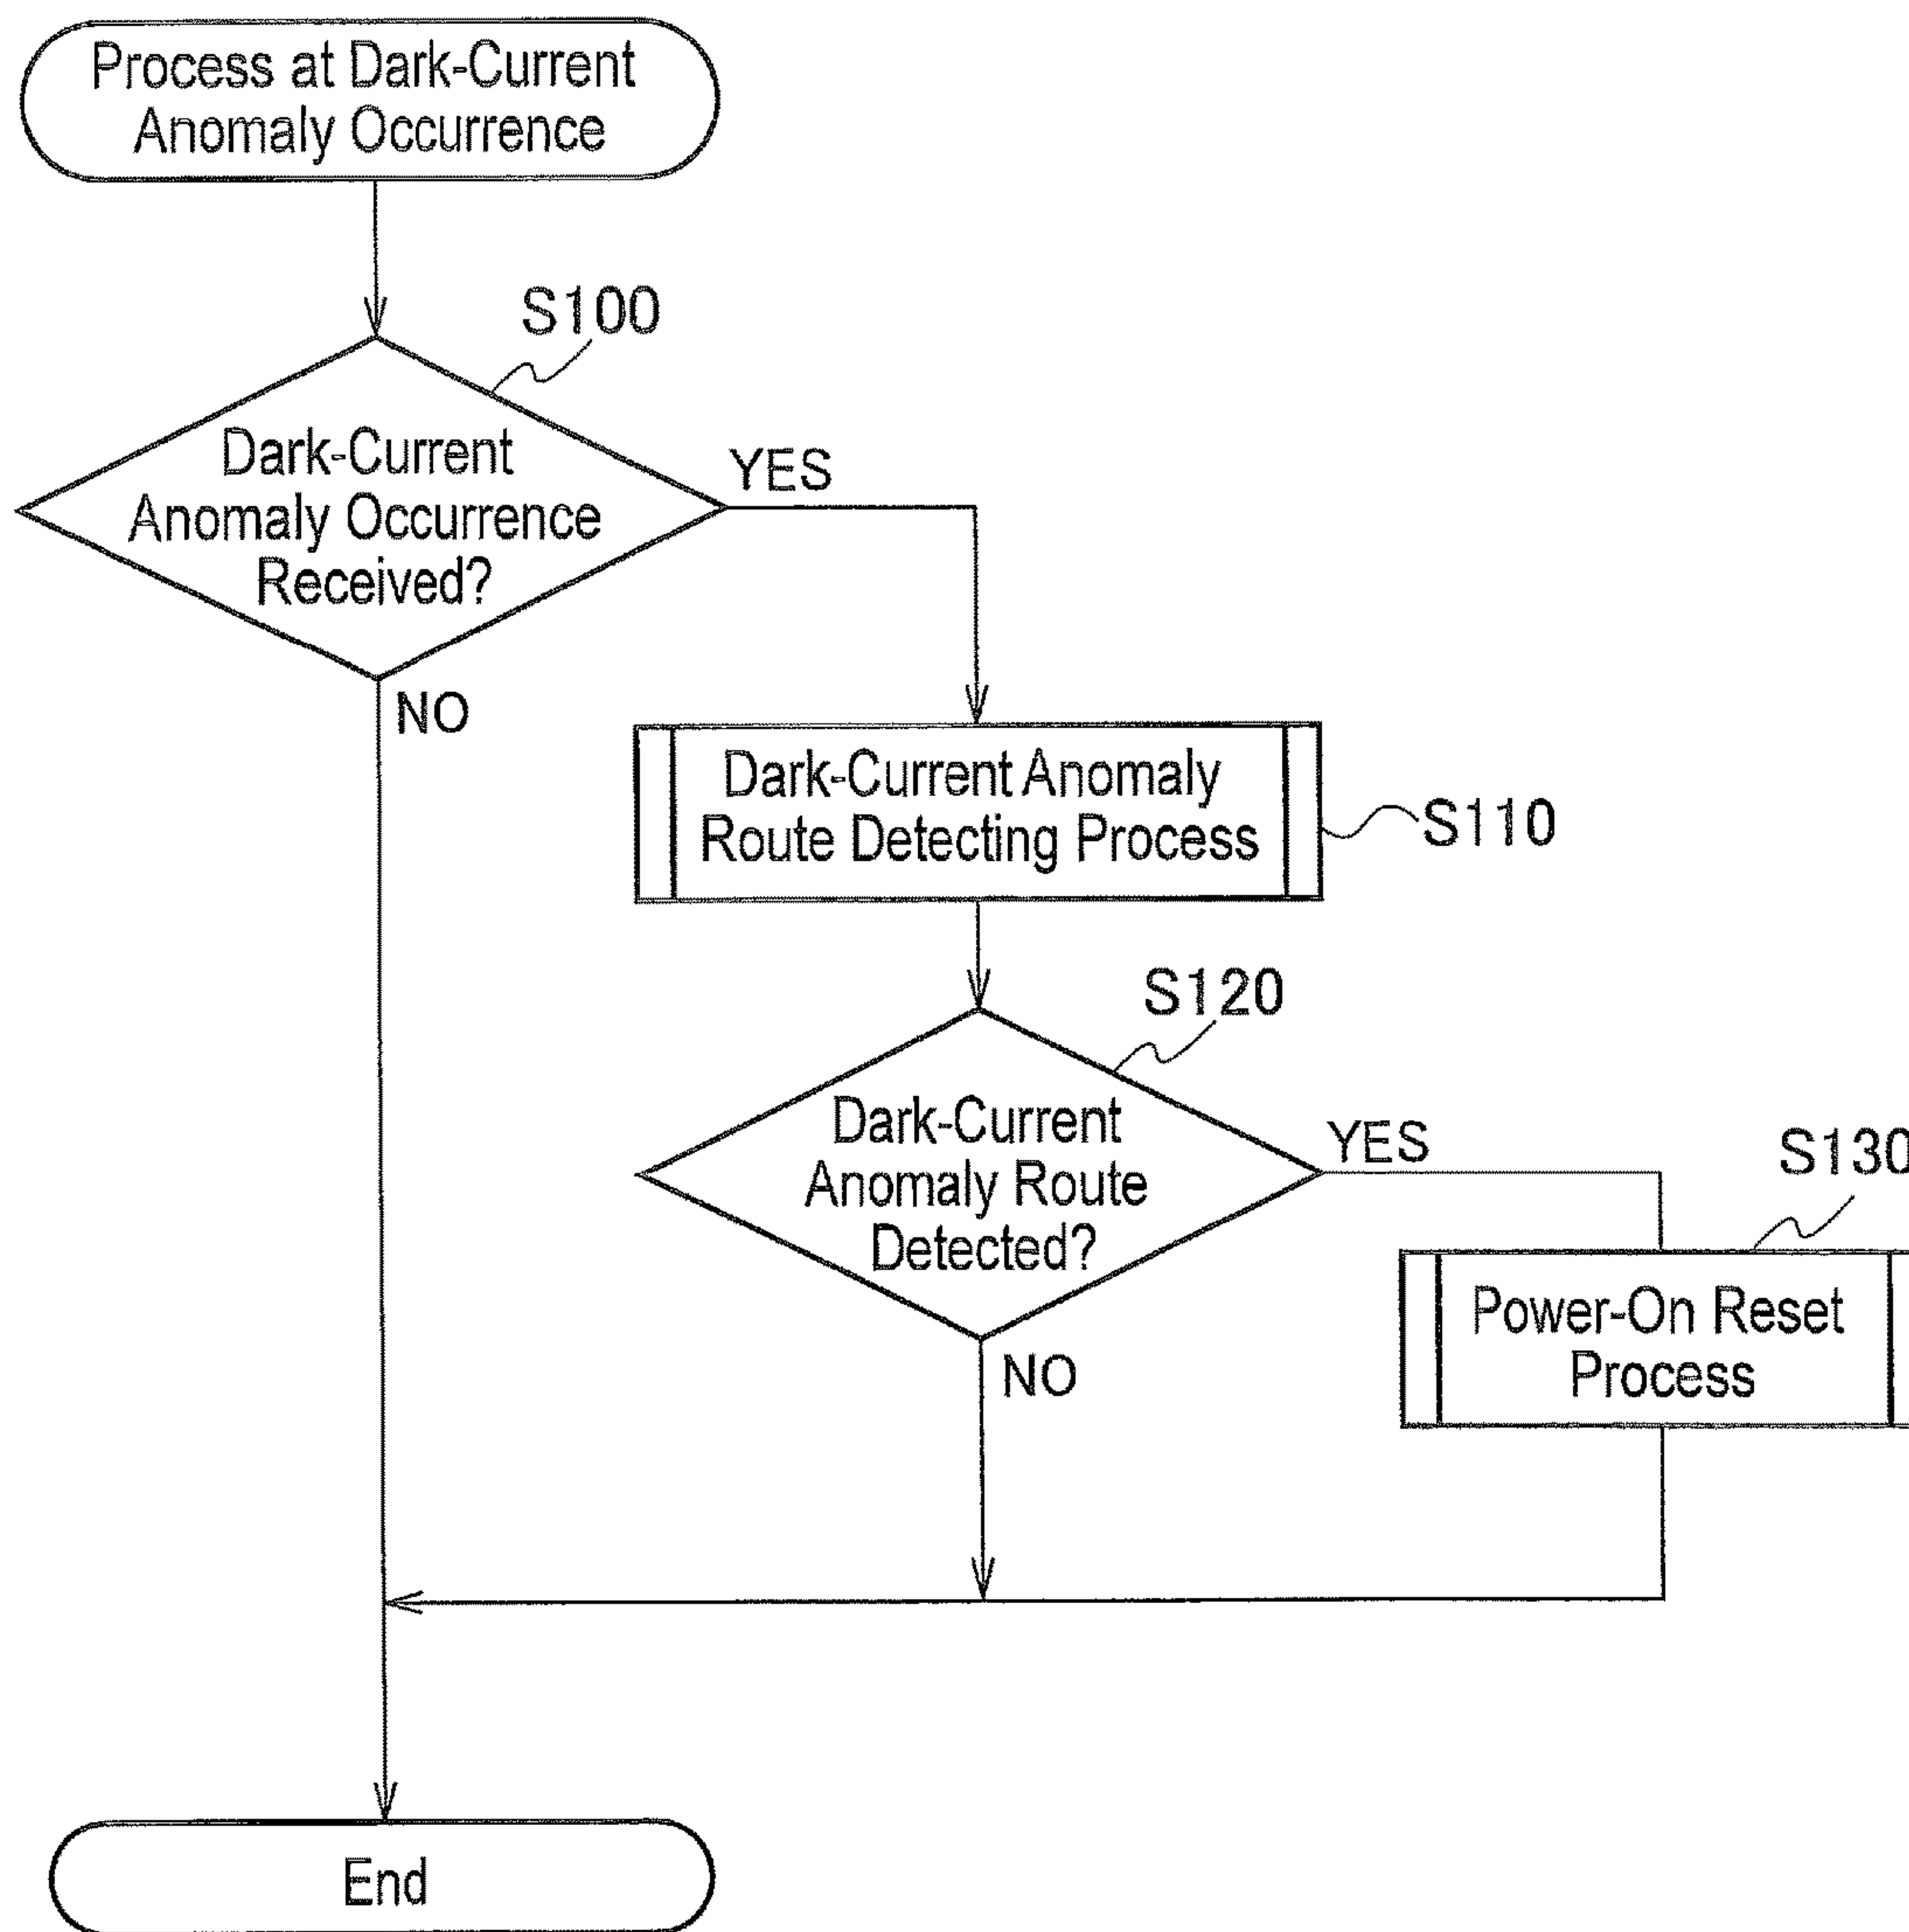 Process at Dark-Current
Anomaly Occurrence
S100
Dark-Current
Anomaly Occurrence
Received?
YES
NO
Dark-Current Anomaly
Route Detecting Process
S110
S120
Dark-Current
Anomaly Route
Detected?
YES
NO
S130
Power-On Reset
Process
End